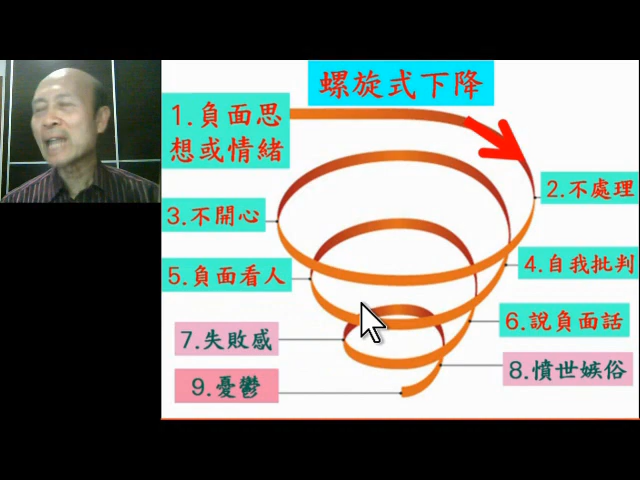 螺旋式下降
1.負面思
想或情緒
2.不處理
3.不開心
4.自我批判
5.負面看人
6.說負面話
7.失敗感
8.憤世嫉俗
9.憂鬱